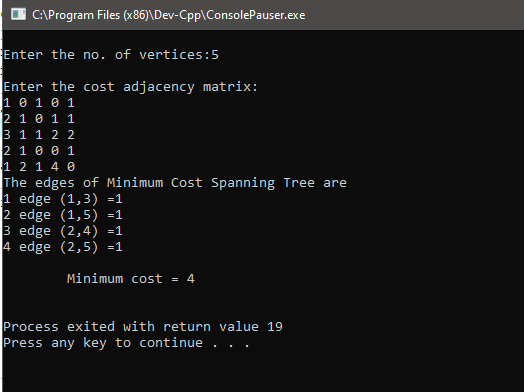 C:\Program Files (x86)\Dev-Cpp\ConsolePauser.exe
Enter the no. of vertices:5
Enter the cost adjacency matrix:
1 0 1 0 1
2 1 0 1 1
3 1 1 2 2
2 1 0 0 1
1 2 1 4 0
The edges of Minimum Cost Spanning Tree are
1 edge (1,3) =1
2 edge (1,5) =1
3 edge (2,4) =1
4 edge (2,5) =1
Minimum cost = 4
Process exited with return value 19
Press any key to continue . . .